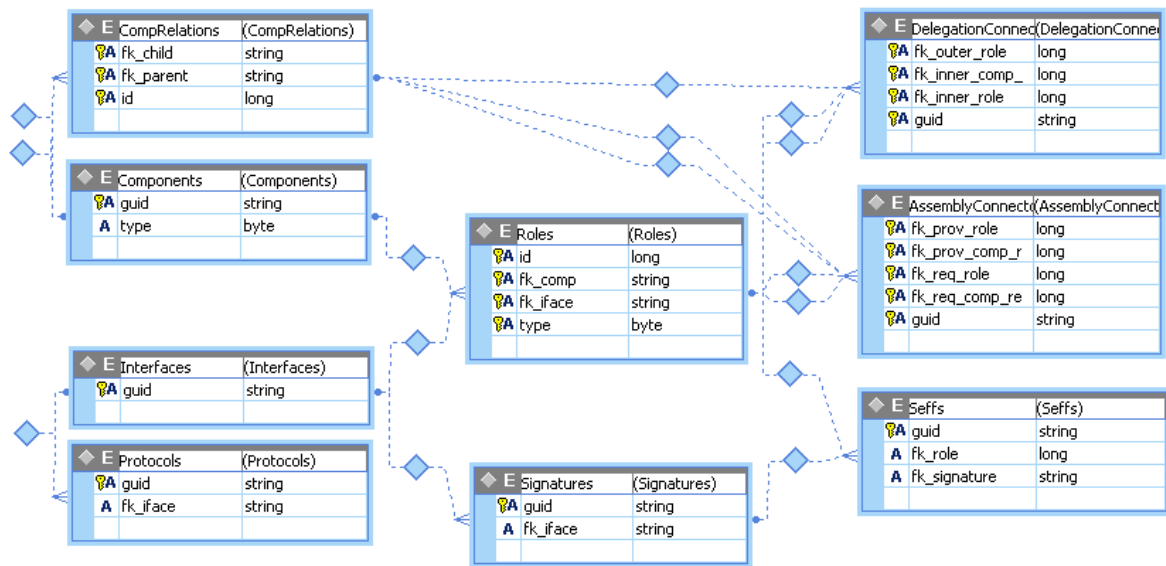 E CompRelations (CompRelations)
A fk_child string
A fk_parent string
A id long
E Components (Components)
A guid string
A type byte
E Interfaces (Interfaces)
A guid string
E Protocols (Protocols)
A guid string
A fk_iface string
E Roles (Roles)
A id long
A fk_comp string
A fk_iface string
A type byte
E Signatures (Signatures)
A guid string
A fk_iface string
E DelegationConnec (DelegationConnec
A fk_outer_role long
A fk_inner_comp_ long
A fk_inner_role long
A guid string
E AssemblyConnecto (AssemblyConnect
A fk_prov_role long
A fk_prov_comp_r long
A fk_req_role long
A fk_req_comp_re long
A guid string
E Seffs (Seffs)
A guid string
A fk_role long
A fk_signature string